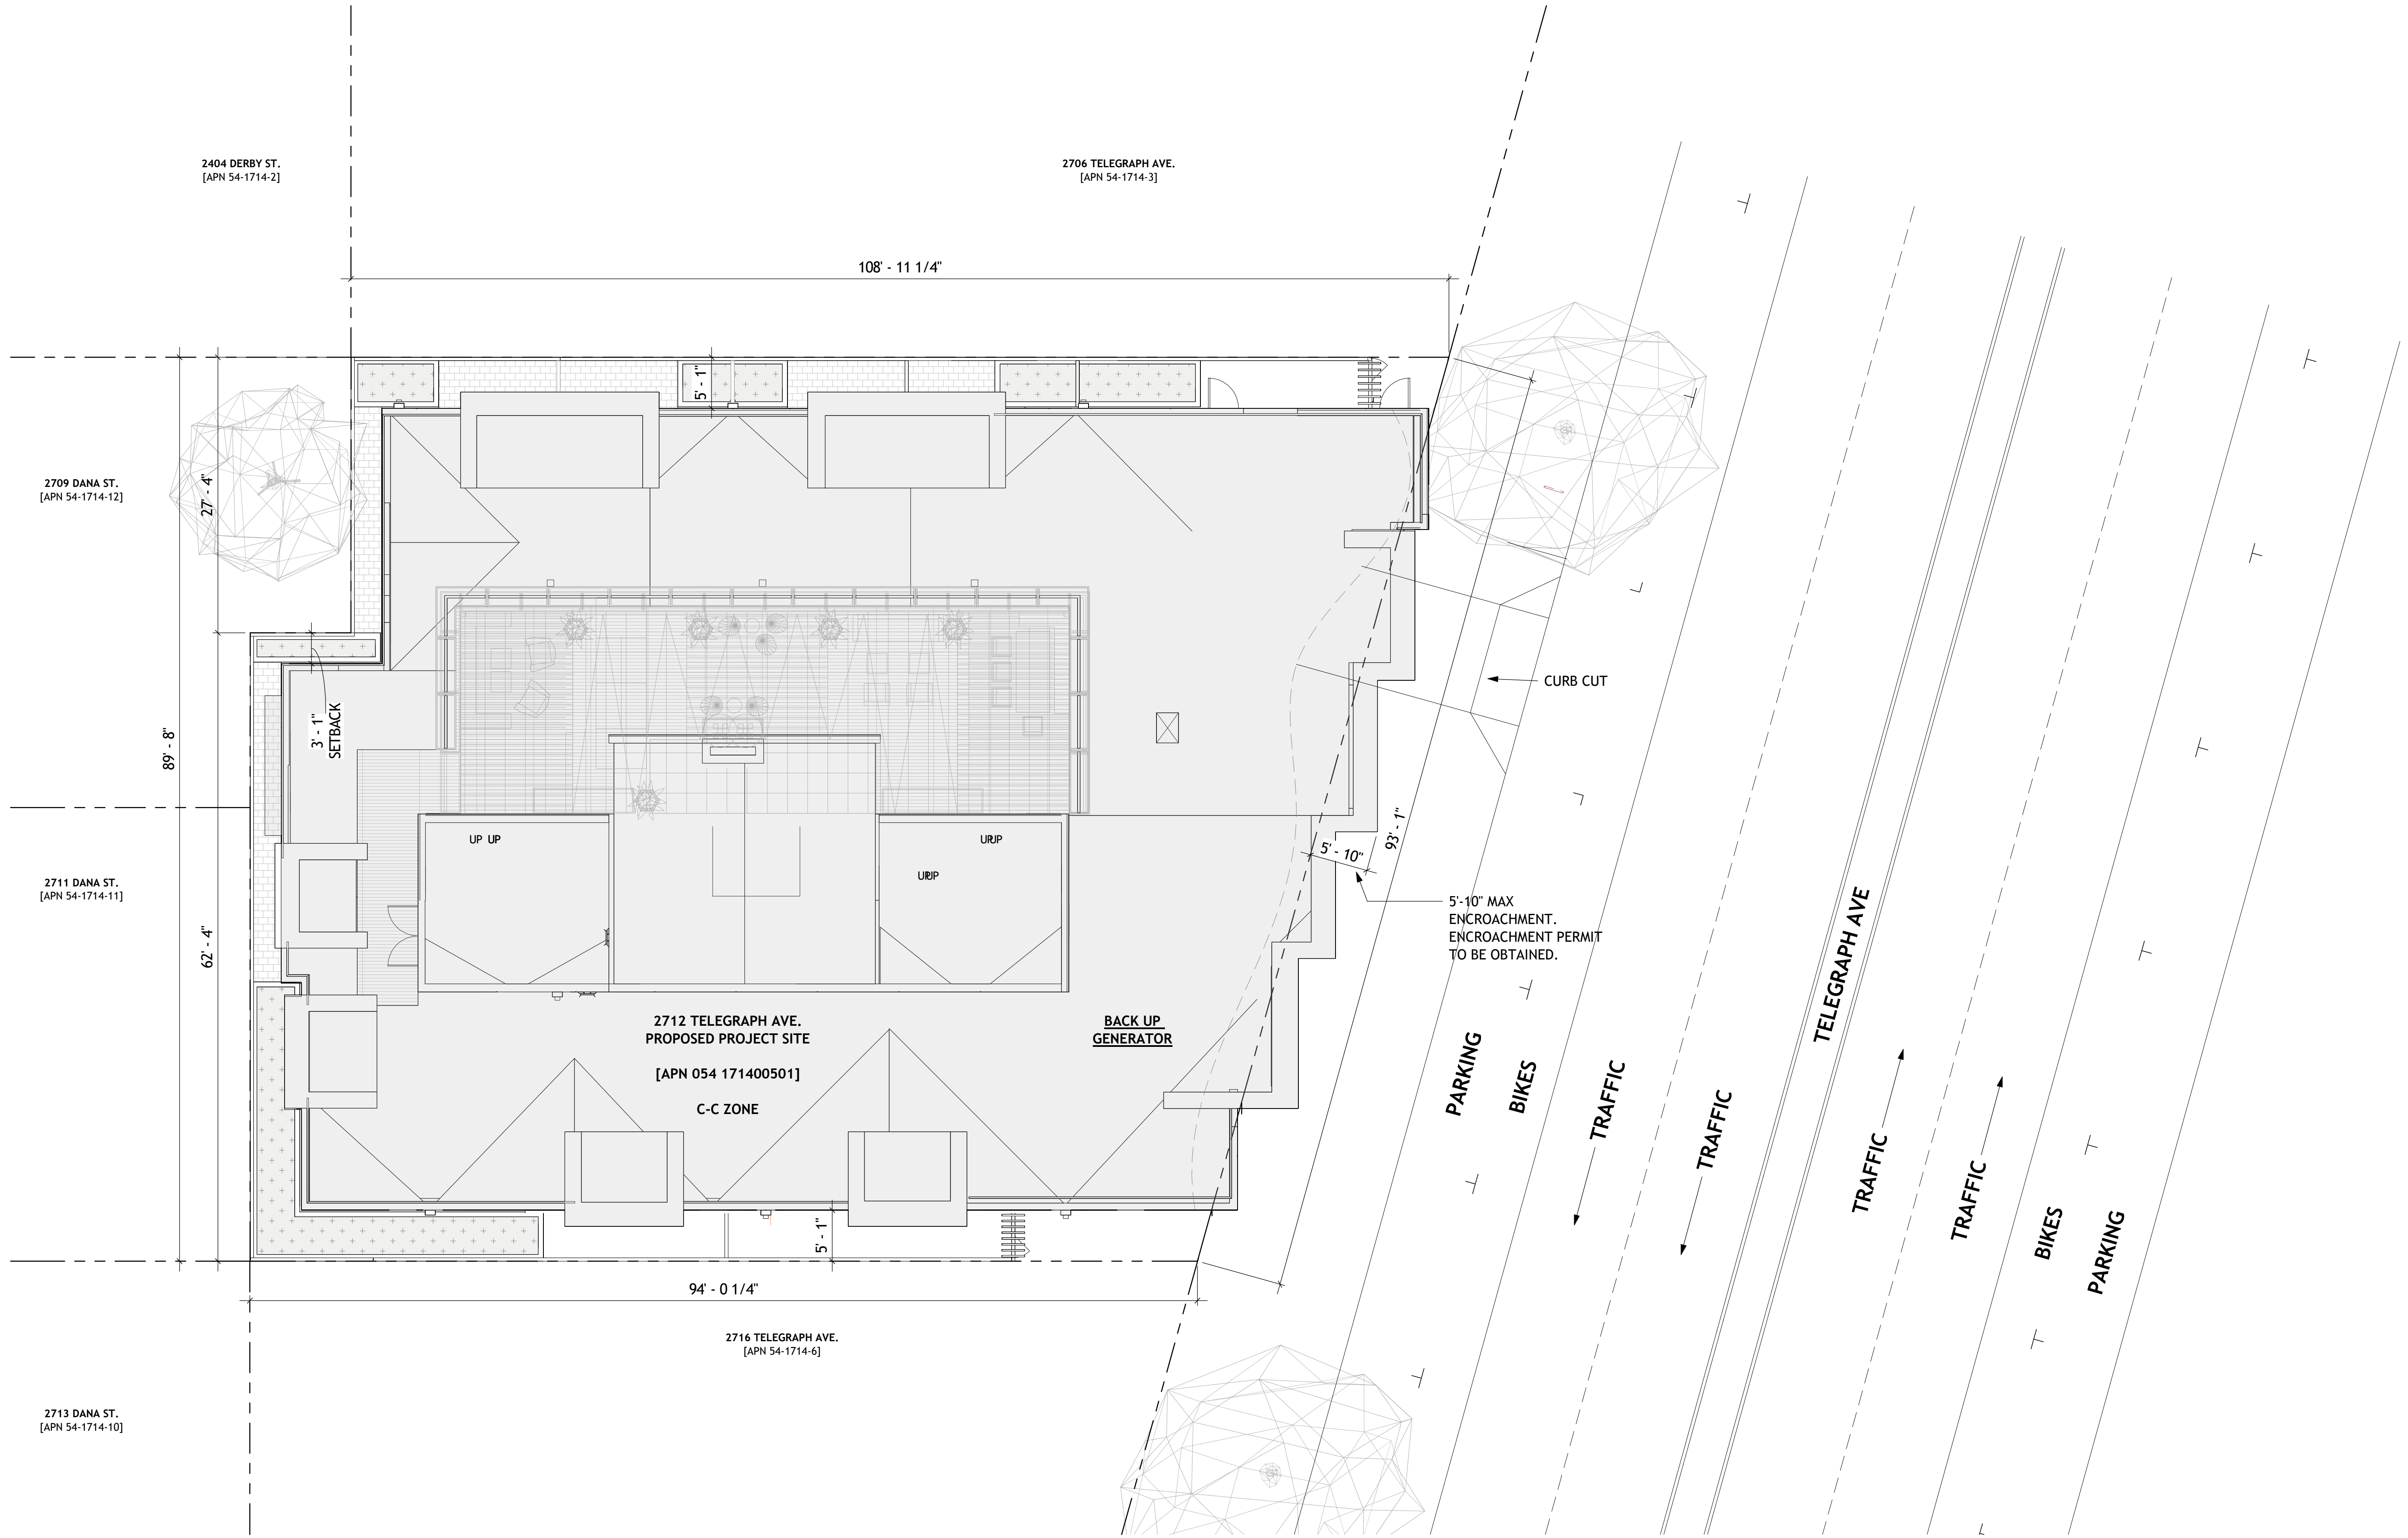 2404 DERBY ST.
[APN 54-1714-2]
2706 TELEGRAPH AVE.
[APN 54-1714-3]
108' - 11 1/4"
5' - 1"
2709 DANA ST.
[APN 54-1714-12]
27' - 4"
CURB CUT
3' - 1"
SETBACK
89' - 8"
93' - 1"
5' - 10"
UP UP
UP UP
UP UP
2711 DANA ST.
[APN 54-1714-11]
5'-10" MAX
ENCROACHMENT.
ENCROACHMENT PERMIT
TO BE OBTAINED.
62' - 4"
TELEGRAPH AVE
2712 TELEGRAPH AVE.
PROPOSED PROJECT SITE
[APN 054 171400501]
C-C ZONE
BACK UP
GENERATOR
PARKING
BIKES
TRAFFIC
TRAFFIC
TRAFFIC
TRAFFIC
BIKES
PARKING
5' - 1"
94' - 0 1/4"
2716 TELEGRAPH AVE.
[APN 54-1714-6]
2713 DANA ST.
[APN 54-1714-10]